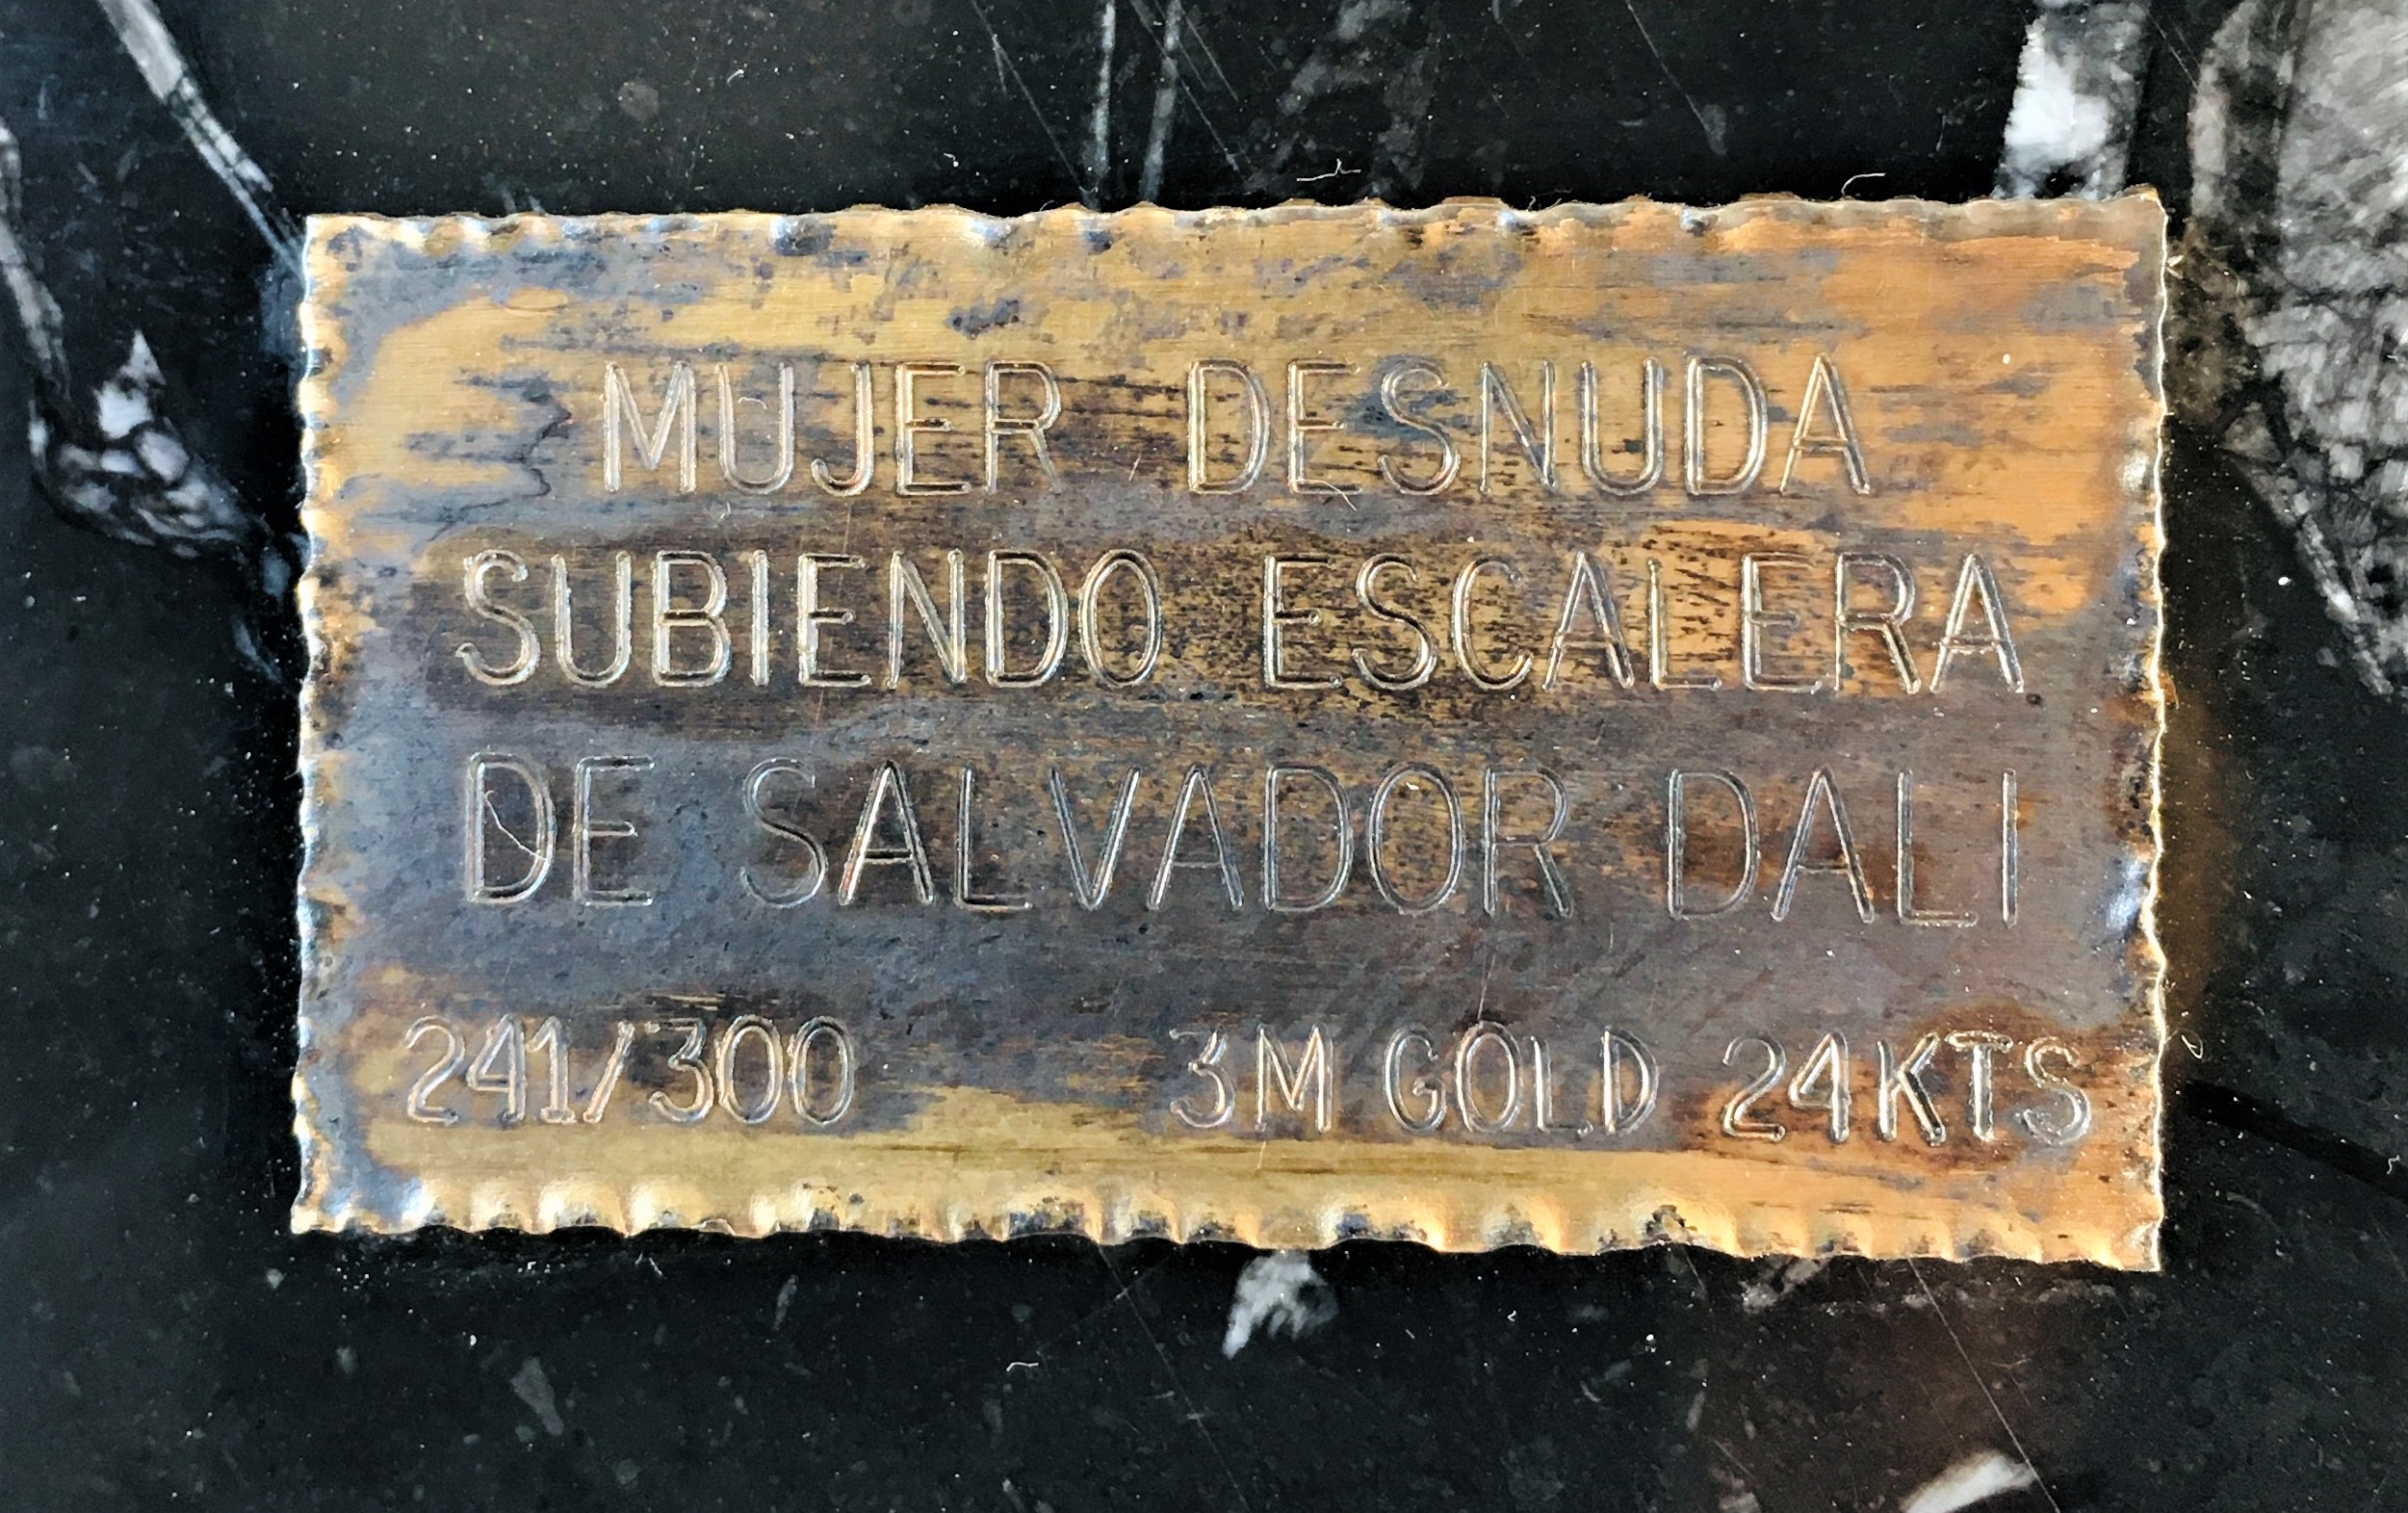 MUJER DESNUDA
SUBIENDO ESCALERA
DE SALVADOR DALI
241/300 3M GOLD 24KTS